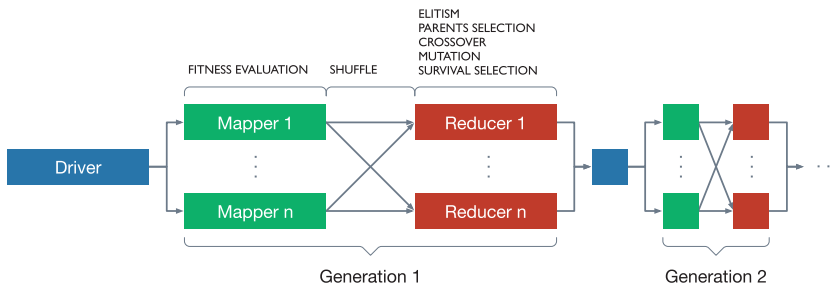 ELITISM
PARENTS SELECTION
CROSSOVER
MUTATION
SURVIVAL SELECTION
FITNESS EVALUATION
SHUFFLE
Mapper 1
Reducer 1
Driver
Mapper n
Reducer n
Generation 1
Generation 2